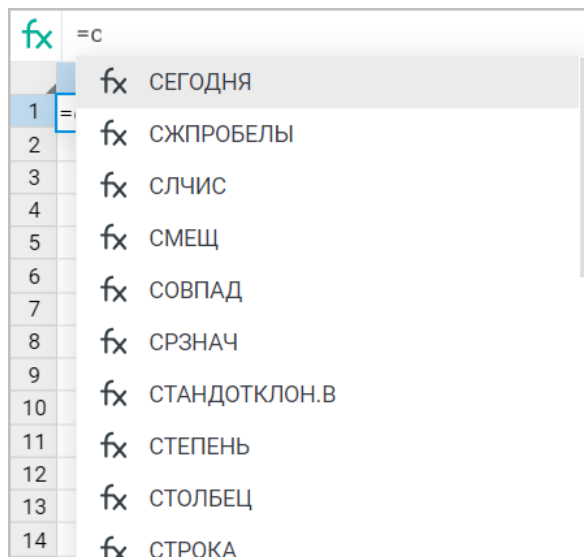 fx =с
fx СЕГОДНЯ
1 =с
fx СЖПРОБЕЛЫ
2
3 fx СЛЧИС
4
5 fx СМЕЩ
6 fx СОВПАД
7
8 fx СРЗНАЧ
9
10 fx СТАНДОТКЛОН.В
11 fx СТЕПЕНЬ
12
13 fx СТОЛБЕЦ
14 fx СТРОКА